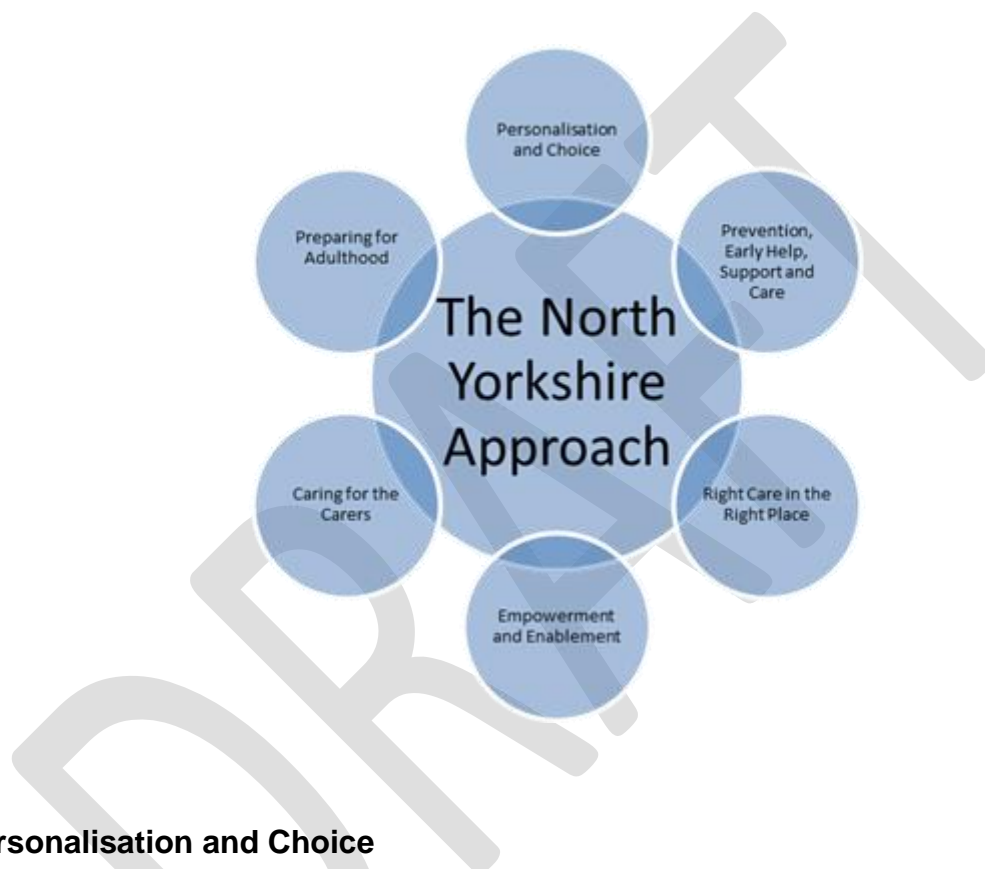 Personalisation
and Choice
Prevention,
Early Help,
Support and
Care
Right Care in the
Right Place
Empowerment
and Enablement
Caring for the
Carers
Preparing for
Adulthood
The North
Yorkshire
Approach
DRAFT
rsonalisation and Choice